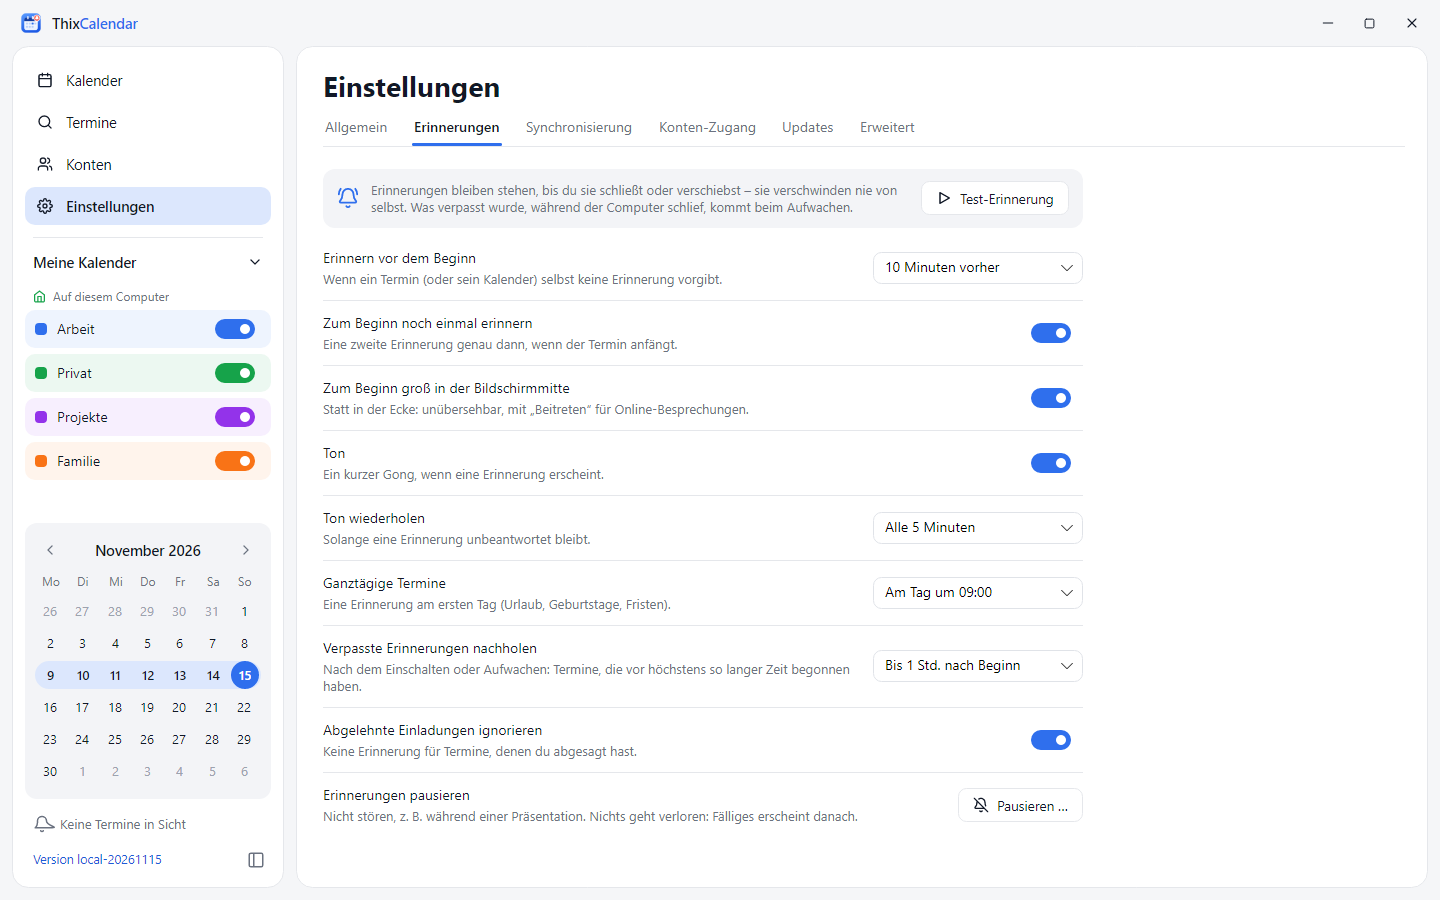 ThixCalendar
Kalender
Termine
Konten
Einstellungen
Meine Kalender
Auf diesem Computer
Arbeit
Privat
Projekte
Familie
November 2026
Mo Di Mi Do Fr Sa So
26 27 28 29 30 31 1
2 3 4 5 6 7 8
9 10 11 12 13 14 15
16 17 18 19 20 21 22
23 24 25 26 27 28 29
30 1 2 3 4 5 6
Keine Termine in Sicht
Version local-20261115
Einstellungen
Allgemein Erinnerungen Synchronisierung Konten-Zugang Updates Erweitert
Erinnerungen bleiben stehen, bis du sie schließt oder verschiebst – sie verschwinden nie von
selbst. Was verpasst wurde, während der Computer schlief, kommt beim Aufwachen.
Test-Erinnerung
Erinnern vor dem Beginn
Wenn ein Termin (oder sein Kalender) selbst keine Erinnerung vorgibt.
10 Minuten vorher
Zum Beginn noch einmal erinnern
Eine zweite Erinnerung genau dann, wenn der Termin anfängt.
Zum Beginn groß in der Bildschirmmitte
Statt in der Ecke: unübersehbar, mit „Beitreten“ für Online-Besprechungen.
Ton
Ein kurzer Gong, wenn eine Erinnerung erscheint.
Ton wiederholen
Solange eine Erinnerung unbeantwortet bleibt.
Alle 5 Minuten
Ganztägige Termine
Eine Erinnerung am ersten Tag (Urlaub, Geburtstage, Fristen).
Am Tag um 09:00
Verpasste Erinnerungen nachholen
Nach dem Einschalten oder Aufwachen: Termine, die vor höchstens so langer Zeit begonnen
haben.
Bis 1 Std. nach Beginn
Abgelehnte Einladungen ignorieren
Keine Erinnerung für Termine, denen du abgesagt hast.
Erinnerungen pausieren
Nicht stören, z. B. während einer Präsentation. Nichts geht verloren: Fälliges erscheint danach.
Pausieren ...